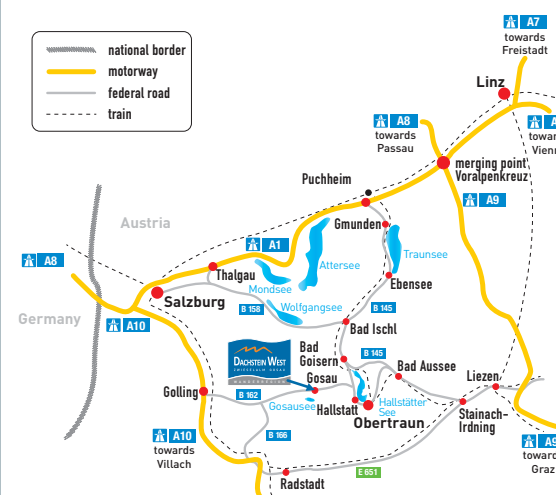 national border
motorway
federal road
train
A7
towards
Freistadt
Linz
A8
towards
Passau
merging point
Voralpenkreuz
A9
Puchheim
Gmunden
Austria
A1
Attersee
Traunsee
A8
Thalgau
Mondsee
Ebensee
Salzburg
B 158
Wolfgangsee
B 145
Germany
A10
Bad Ischl
Bad
Goisern
B 145
DACHSTEIN WEST
Gosau
Bad Aussee
Liezen
Golling
B 162
Gosausee
Hallstatt
Hallstätter
See
Obertraun
Stainach-
Irdning
A10
towards
Villach
B 166
E 651
Radstadt
towards
Graz